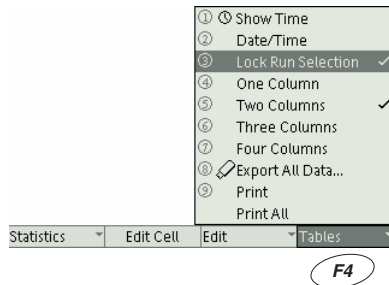 ① Show Time
② Date/Time
③ Lock Run Selection ✓
④ One Column
⑤ Two Columns ✓
⑥ Three Columns
⑦ Four Columns
⑧ Export All Data...
⑨ Print
Print All
Statistics Edit Cell Edit Tables
F4